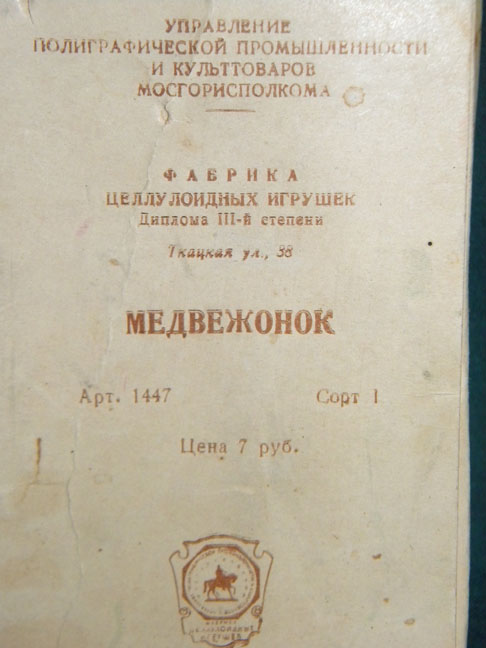 УПРАВЛЕНИЕ
ПОЛИГРАФИЧЕСКОЙ ПРОМЫШЛЕННОСТИ
И КУЛЬТТОВАРОВ
МОСГОРИСПОЛКОМА
ФАБРИКА
ЦЕЛЛУЛОИДНЫХ ИГРУШЕК
Диплома III-й степени
Ткацкая ул., 38
МЕДВЕЖОНОК
Арт. 1447 Сорт 1
Цена 7 руб.